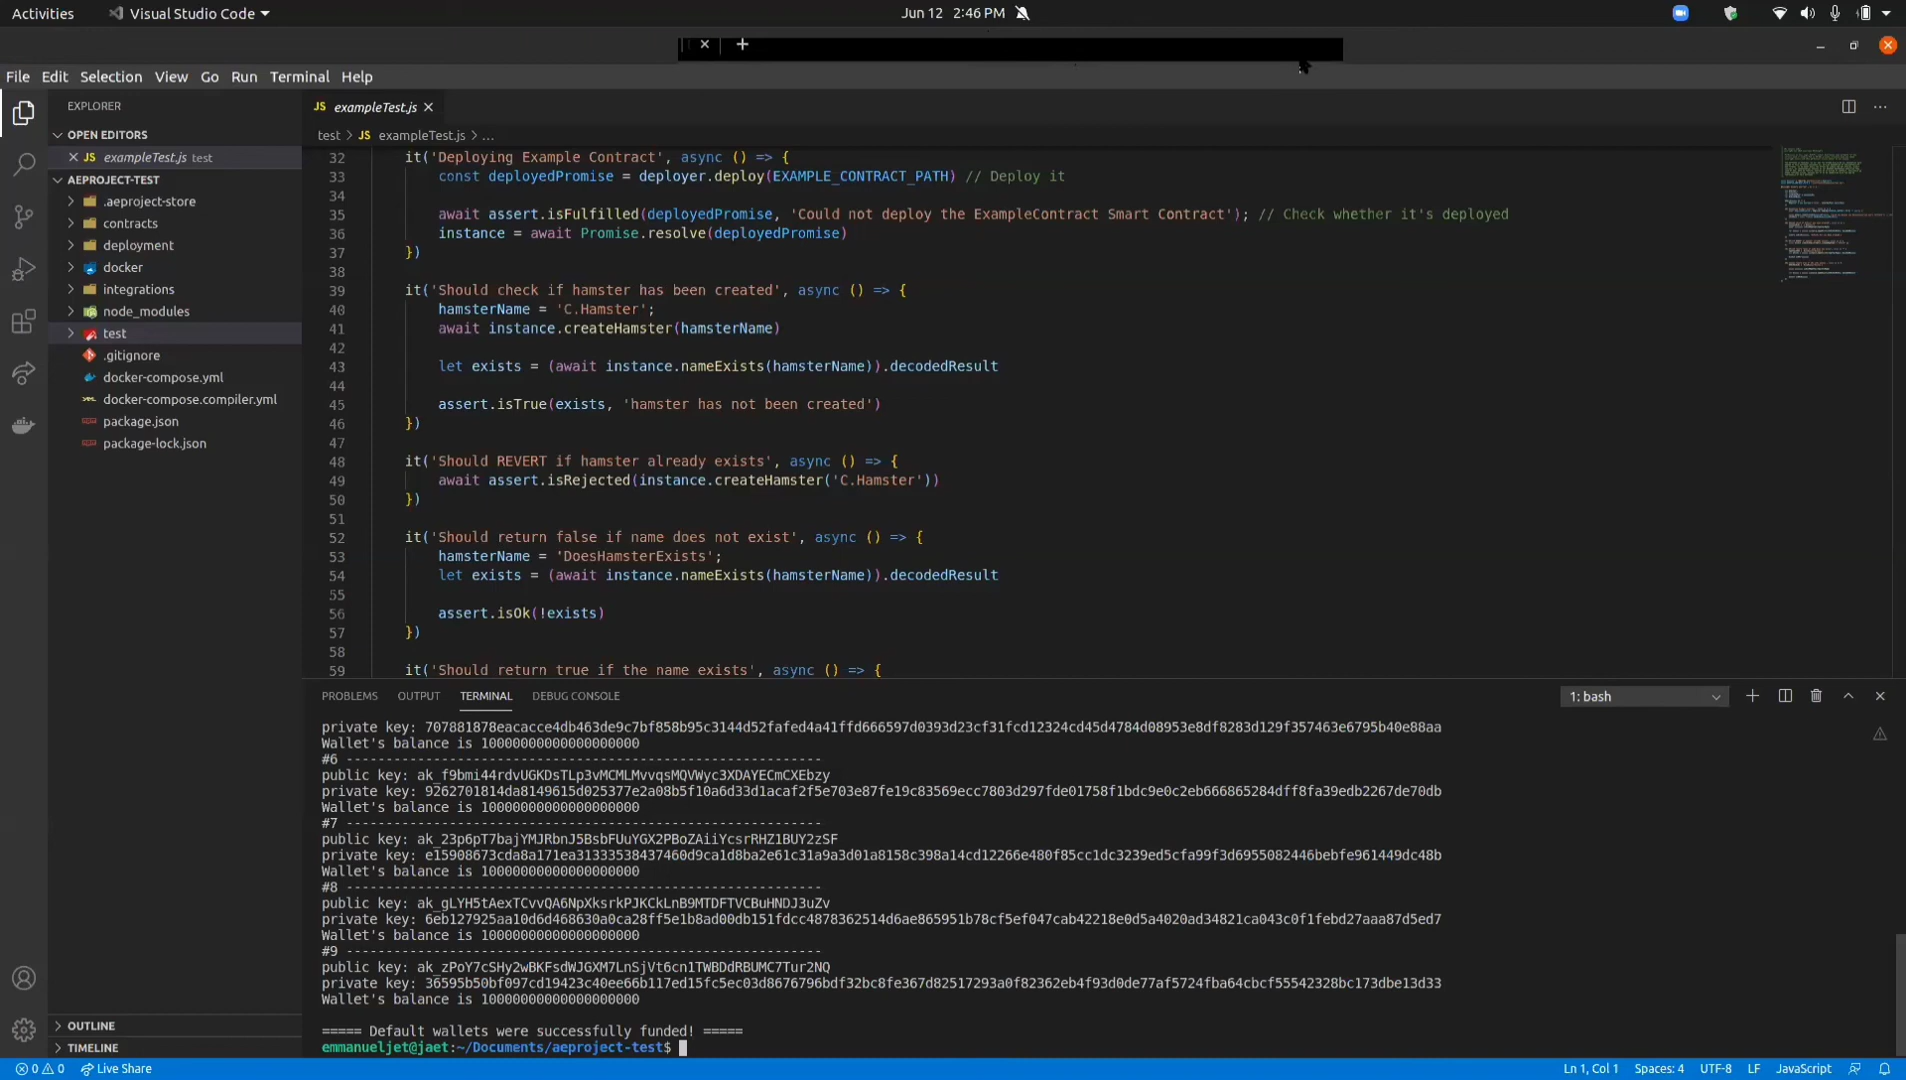 Activities
Visual Studio Code
Jun 12 2:46 PM
File Edit Selection View Go Run Terminal Help
EXPLORER
OPEN EDITORS
JS exampleTest.js test
AEPROJECT-TEST
.aeproject-store
contracts
deployment
docker
integrations
node_modules
test
.gitignore
docker-compose.yml
docker-compose.compiler.yml
package.json
package-lock.json
OUTLINE
TIMELINE
JS exampleTest.js
test > JS exampleTest.js > ...
32 it('Deploying Example Contract', async () => {
33 const deployedPromise = deployer.deploy(EXAMPLE_CONTRACT_PATH) // Deploy it
34
35 await assert.isFulfilled(deployedPromise, 'Could not deploy the ExampleContract Smart Contract'); // Check whether it's deployed
36 instance = await Promise.resolve(deployedPromise)
37 })
38
39 it('Should check if hamster has been created', async () => {
40 hamsterName = 'C.Hamster';
41 await instance.createHamster(hamsterName)
42
43 let exists = (await instance.nameExists(hamsterName)).decodedResult
44
45 assert.isTrue(exists, 'hamster has not been created')
46 })
47
48 it('Should REVERT if hamster already exists', async () => {
49 await assert.isRejected(instance.createHamster('C.Hamster'))
50 })
51
52 it('Should return false if name does not exist', async () => {
53 hamsterName = 'DoesHamsterExists';
54 let exists = (await instance.nameExists(hamsterName)).decodedResult
55
56 assert.isOk(!exists)
57 })
58
59 it('Should return true if the name exists', async () => {
PROBLEMS OUTPUT TERMINAL DEBUG CONSOLE
1: bash
private key: 707881878eacacce4db463de9c7bf858b95c3144d52fafed4a41ffd666597d0393d23cf31fcd12324cd45d4784d08953e8df8283d129f357463e6795b40e88aa
Wallet's balance is 10000000000000000000
#6 ------------------------------------------------------------
public key: ak_f9bmi44rdvUGKDsTLp3vMCMLMvvqsMQVWyc3XDAYECmCXEbzy
private key: 9262701814da8149615d025377e2a08b5f10a6d33d1acaf2f5e703e87fe19c83569ecc7803d297fde01758f1bdc9e0c2eb666865284dff8fa39edb2267de70db
Wallet's balance is 10000000000000000000
#7 ------------------------------------------------------------
public key: ak_23p6pT7bajYMJRbnJ5BsbFUuYGX2PBoZAiiYcsrRHZ1BUY2zSF
private key: e15908673cda8a171ea31333538437460d9ca1d8ba2e61c31a9a3d01a8158c398a14cd12266e480f85cc1dc3239ed5cfa99f3d6955082446bebfe961449dc48b
Wallet's balance is 10000000000000000000
#8 ------------------------------------------------------------
public key: ak_gLYH5tAexTCvvQA6NpXksrkPJKCkLnB9MTDFTVCBuHNDJ3uZv
private key: 6eb127925aa10d6d468630a0ca28ff5e1b8ad00db151fdcc4878362514d6ae865951b78cf5ef047cab42218e0d5a4020ad34821ca043c0f1febd27aaa87d5ed7
Wallet's balance is 10000000000000000000
#9 ------------------------------------------------------------
public key: ak_zPoY7cSHy2wBKFsdWJGXM7LnSjVt6cn1TWBDdRBUMC7Tur2NQ
private key: 36595b50bf097cd19423c40ee66b117ed15fc5ec03d8676796bdf32bc8fe367d82517293a0f82362eb4f93d0de77af5724fba64cbcf55542328bc173dbe13d33
Wallet's balance is 10000000000000000000
===== Default wallets were successfully funded! =====
emmanueljet@jaet:~/Documents/aeproject-test$
0 0 Live Share
Ln 1, Col 1 Spaces: 4 UTF-8 LF JavaScript